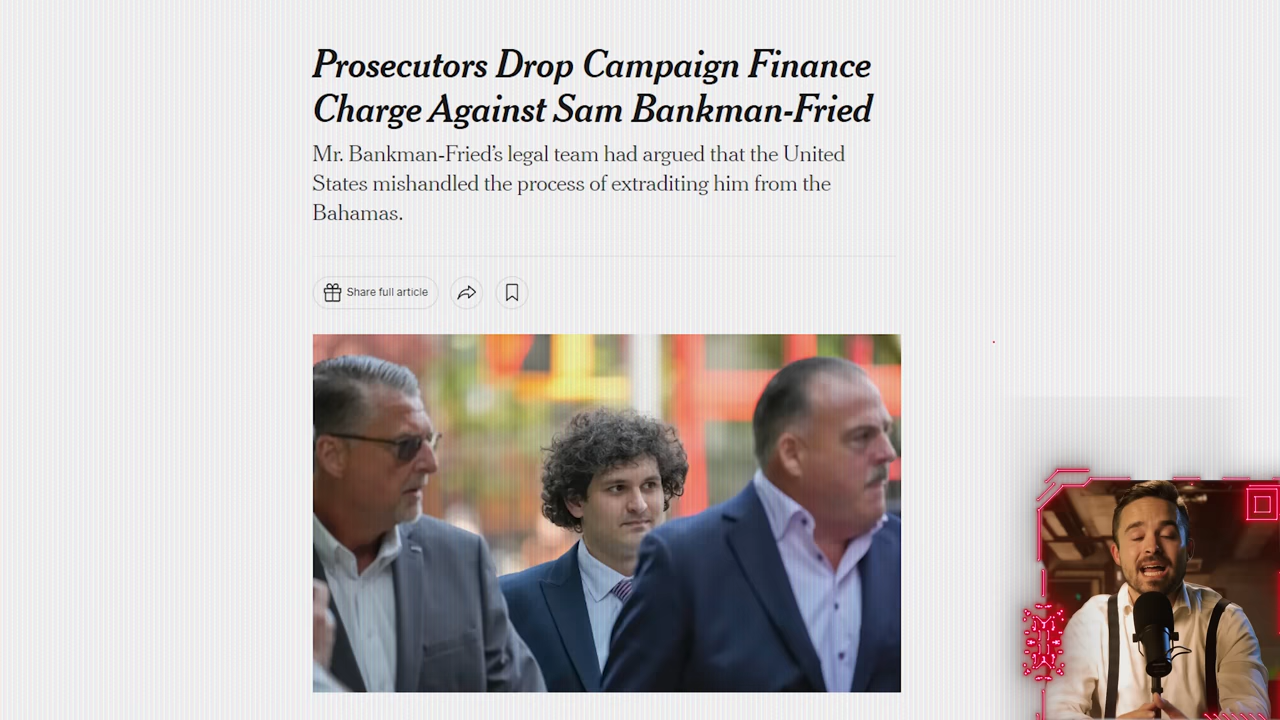 Prosecutors Drop Campaign Finance
Charge Against Sam Bankman-Fried
Mr. Bankman-Fried’s legal team had argued that the United
States mishandled the process of extraditing him from the
Bahamas.
Share full article